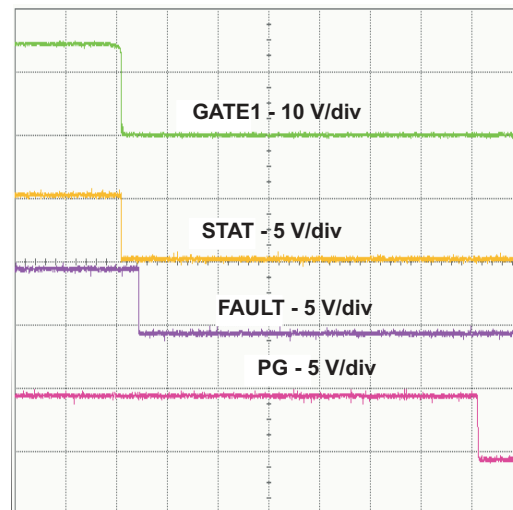 GATE1 - 10 V/div
STAT - 5 V/div
FAULT - 5 V/div
PG - 5 V/div